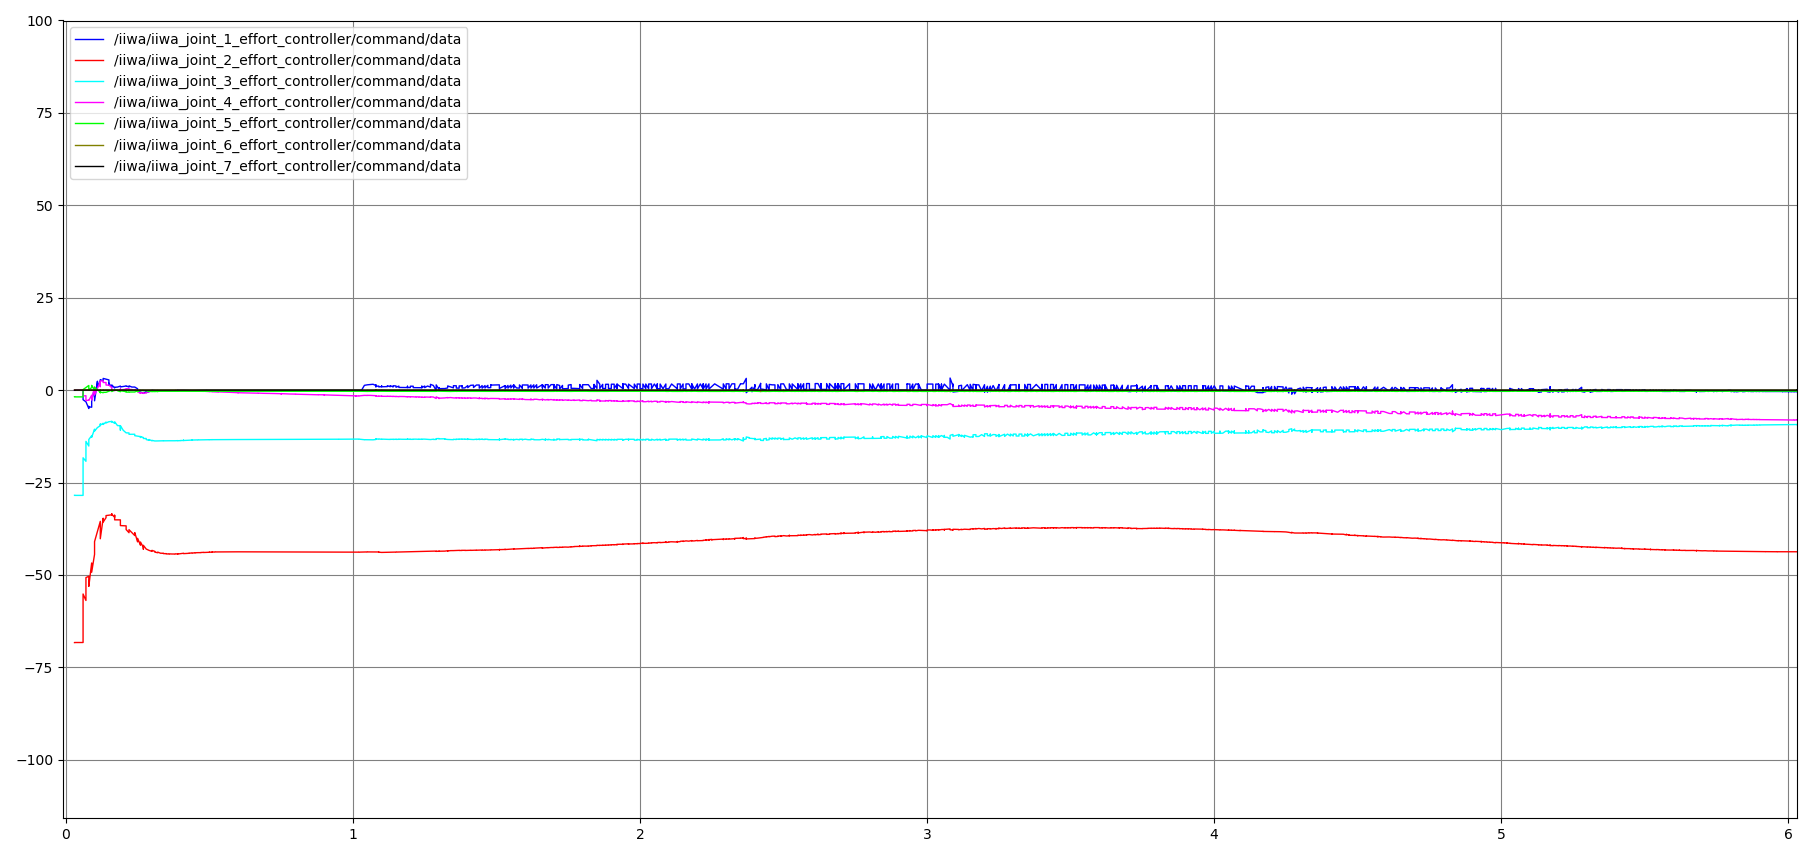 100
75
50
25
0
−25
−50
−75
−100
/iiwa/iiwa_joint_1_effort_controller/command/data
/iiwa/iiwa_joint_2_effort_controller/command/data
/iiwa/iiwa_joint_3_effort_controller/command/data
/iiwa/iiwa_joint_4_effort_controller/command/data
/iiwa/iiwa_joint_5_effort_controller/command/data
/iiwa/iiwa_joint_6_effort_controller/command/data
/iiwa/iiwa_joint_7_effort_controller/command/data
0 1 2 3 4 5 6